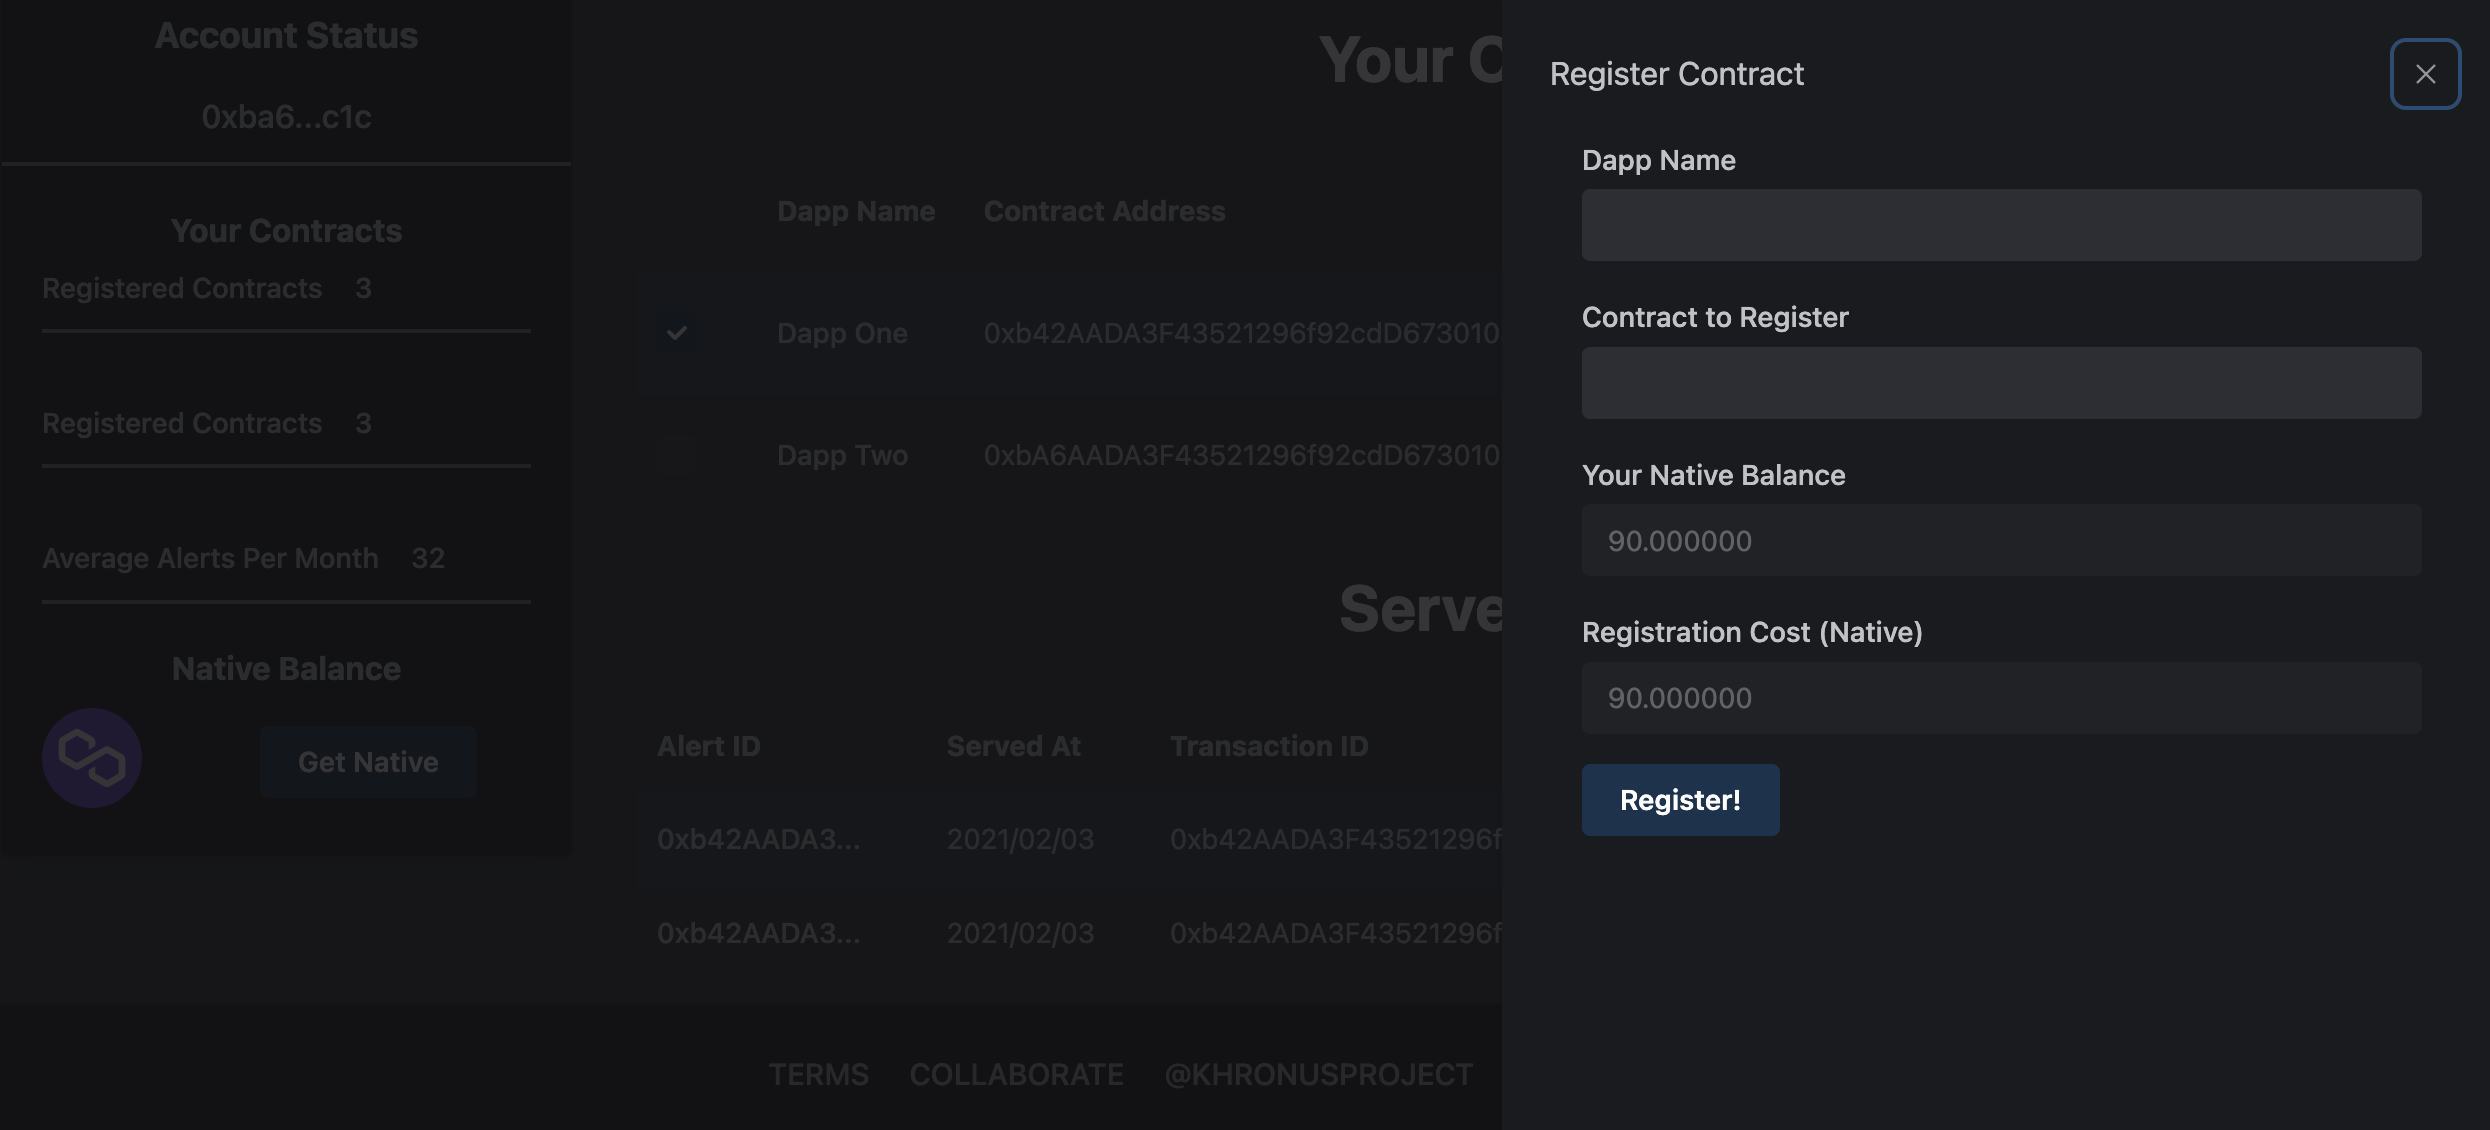 Account Status
0xba6...c1c
Your Contracts
Registered Contracts 3
Registered Contracts 3
Average Alerts Per Month 32
Native Balance
Get Native
Your C
Dapp Name Contract Address
Dapp One 0xb42AADA3F43521296f92cdD673010
Dapp Two 0xbA6AADA3F43521296f92cdD673010
Serve
Alert ID Served At Transaction ID
0xb42AADA3... 2021/02/03 0xb42AADA3F43521296f
0xb42AADA3... 2021/02/03 0xb42AADA3F43521296f
TERMS COLLABORATE @KHRONUSPROJECT
Register Contract
Dapp Name
Contract to Register
Your Native Balance
90.000000
Registration Cost (Native)
90.000000
Register!